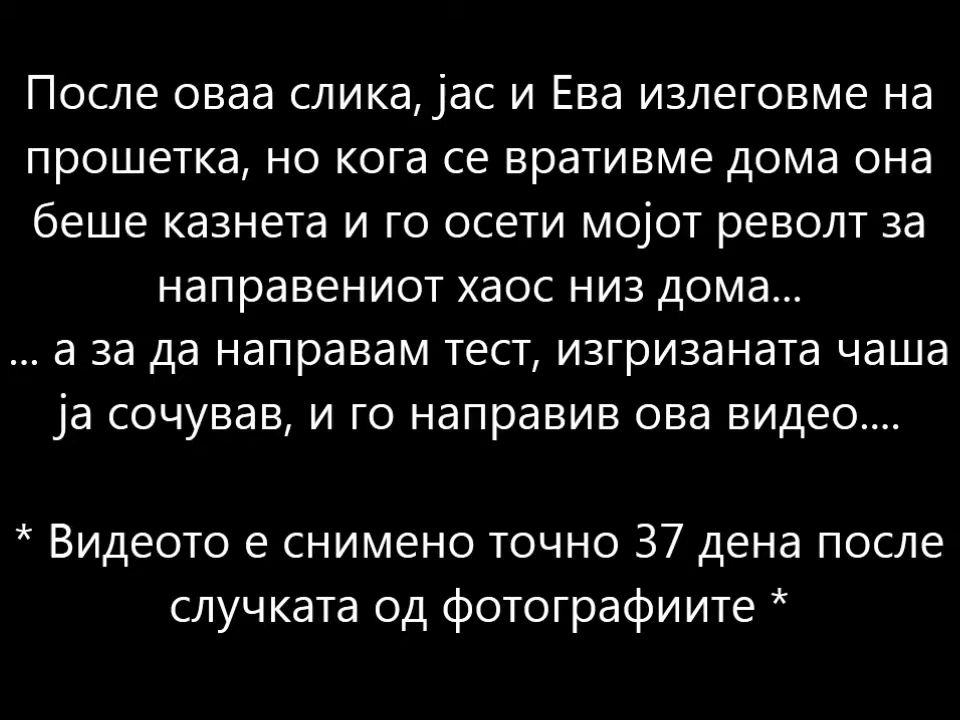 После оваа слика, јас и Ева излеговме на
прошетка, но кога се вративме дома она
беше казнета и го осети мојот револт за
направениот хаос низ дома...
... а за да направам тест, изгризаната чаша
ја сочував, и го направив ова видео....
* Видеото е снимено точно 37 дена после
случката од фотографиите *